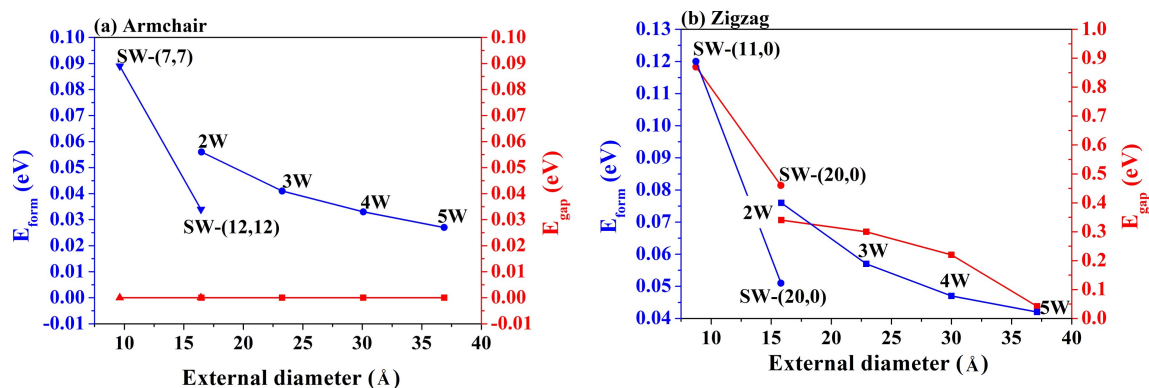 (a) Armchair
0.10
0.09
0.08
0.07
0.06
0.05
0.04
0.03
0.02
0.01
0.00
-0.01
E_form (eV)
SW-(7,7)
2W
3W
4W
5W
SW-(12,12)
0.10
0.09
0.08
0.07
0.06
0.05
0.04
0.03
0.02
0.01
0.00
-0.01
E_gap (eV)
10 15 20 25 30 35 40
External diameter (Å)
(b) Zigzag
0.13
0.12
0.11
0.10
0.09
0.08
0.07
0.06
0.05
0.04
E_form (eV)
SW-(11,0)
SW-(20,0)
2W
3W
4W
SW-(20,0)
5W
1.0
0.9
0.8
0.7
0.6
0.5
0.4
0.3
0.2
0.1
0.0
E_gap (eV)
10 15 20 25 30 35 40
External diameter (Å)